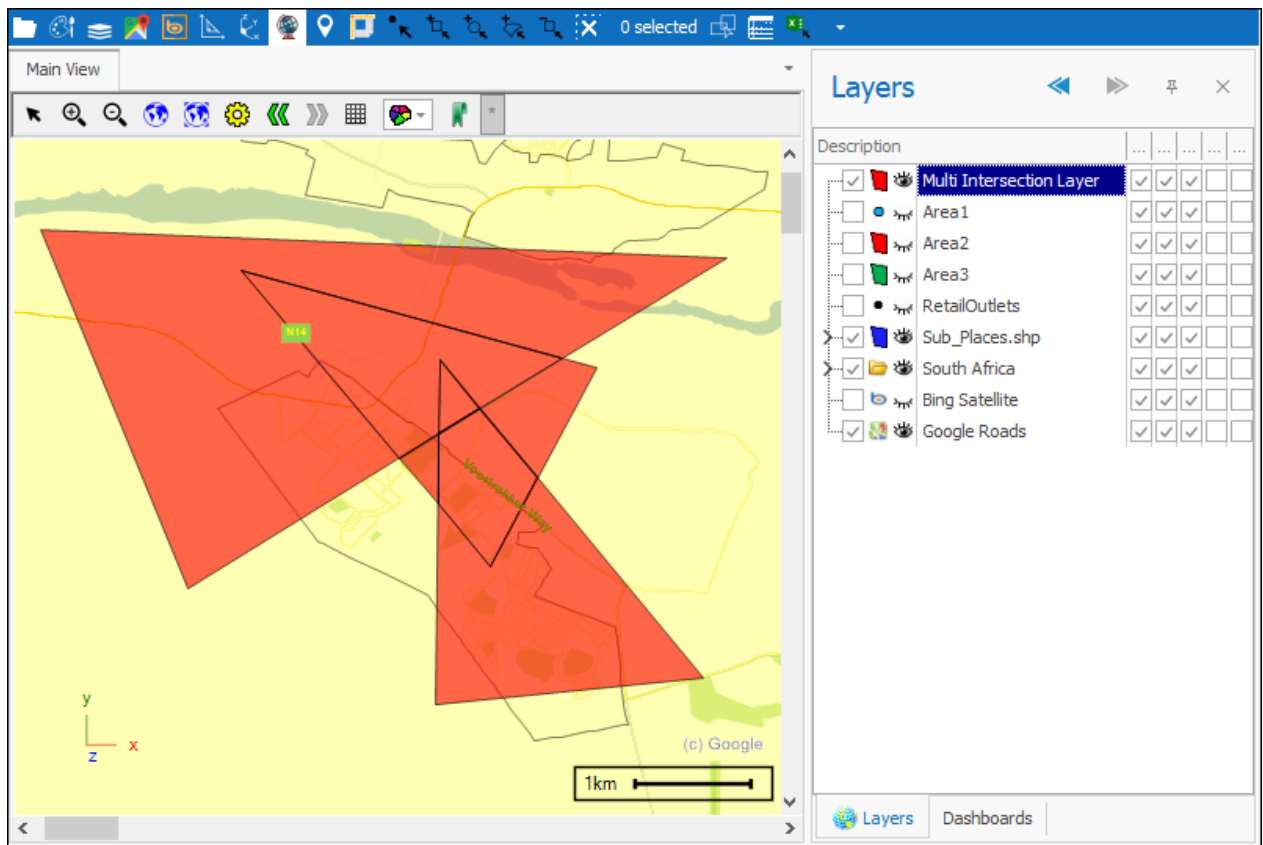 0 selected
Main View
Layers
Description
... ... ... ... ...
Multi Intersection Layer
Area1
Area2
Area3
RetailOutlets
Sub_Places.shp
South Africa
Bing Satellite
Google Roads
*
N14
Voortrekker Way
y
x
z
(c) Google
1km
Layers
Dashboards